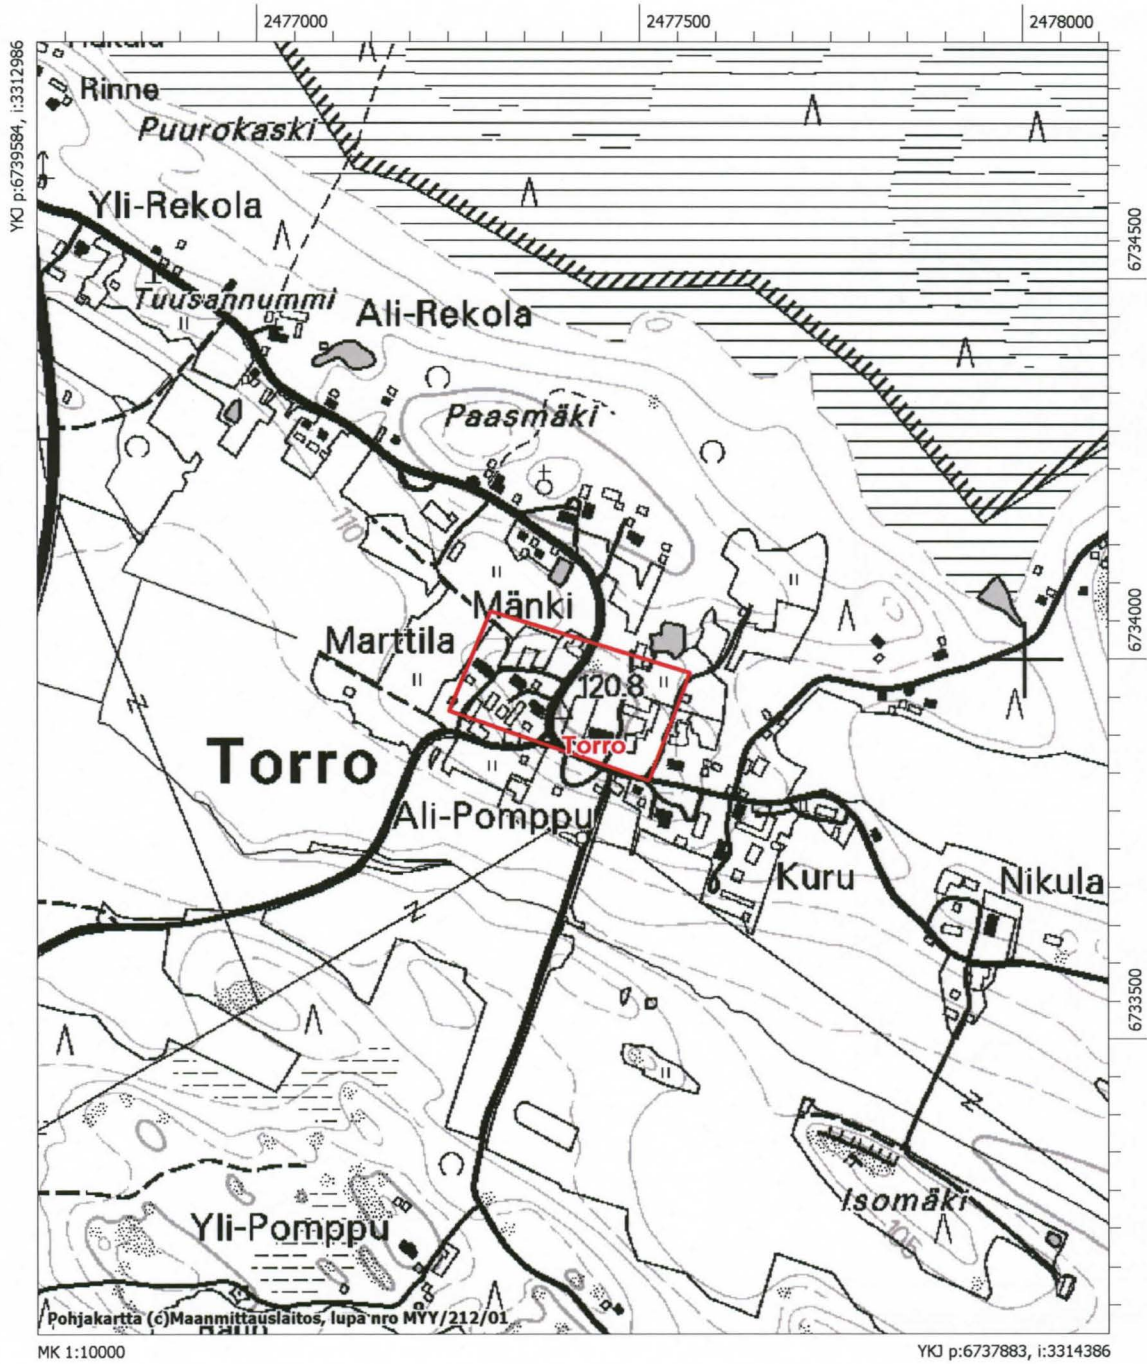 2477000
2477500
2478000
YKJ p:6739584, i:3312986
Rinne
Puurokaski
Yli-Rekola
6734500
Tuusannummi
Ali-Rekola
Paasmäki
110
Mänki
6734000
Marttila
120.8
Torro
Torro
Ali-Pomppu
Kuru
Nikula
6733500
Isomäki
105
Yli-Pomppu
Pohjakartta (c)Maanmittauslaitos, lupa nro MYY/212/01
MK 1:10000
YKJ p:6737883, i:3314386